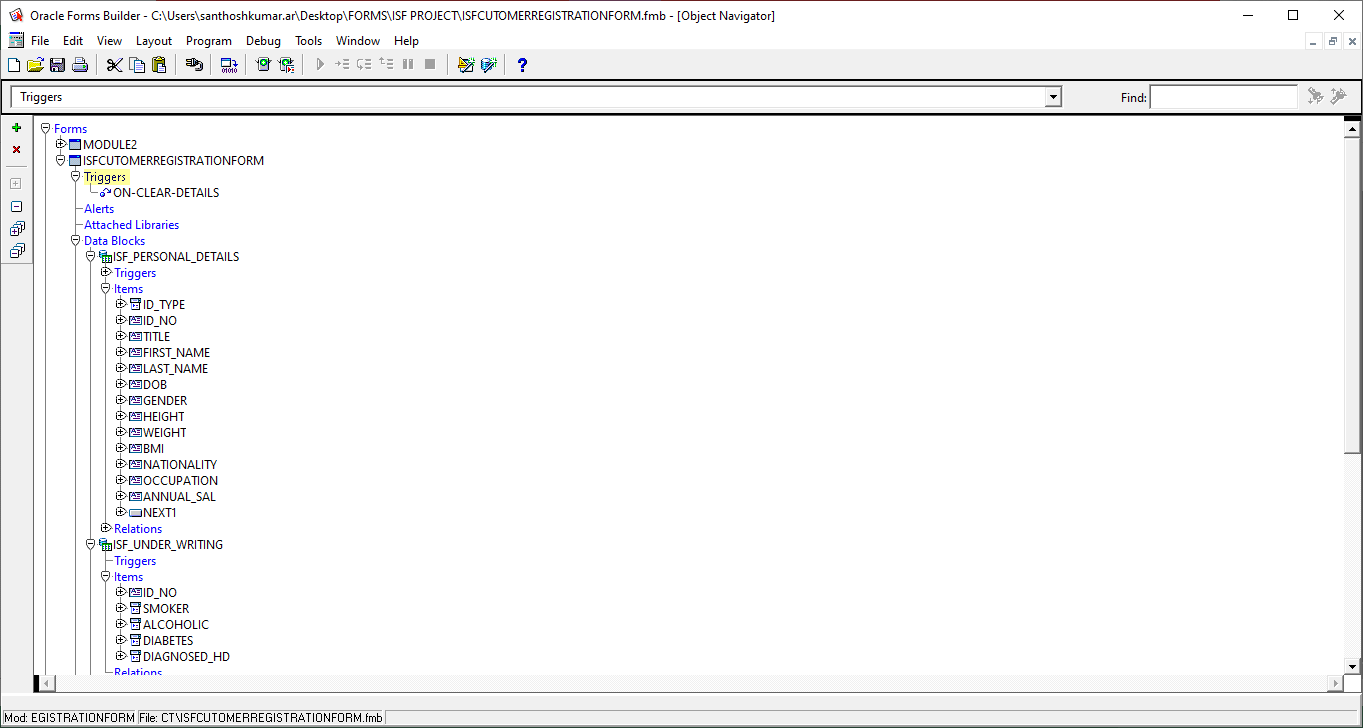 Oracle Forms Builder - C:\Users\santhoshkumar.ar\Desktop\FORMS\ISF PROJECT\ISFCUTOMERREGISTRATIONFORM.fmb - [Object Navigator]
File Edit View Layout Program Debug Tools Window Help
Triggers Find:
Forms
MODULE2
ISFCUTOMERREGISTRATIONFORM
Triggers
ON-CLEAR-DETAILS
Alerts
Attached Libraries
Data Blocks
ISF_PERSONAL_DETAILS
Triggers
Items
ID_TYPE
ID_NO
TITLE
FIRST_NAME
LAST_NAME
DOB
GENDER
HEIGHT
WEIGHT
BMI
NATIONALITY
OCCUPATION
ANNUAL_SAL
NEXT1
Relations
ISF_UNDER_WRITING
Triggers
Items
ID_NO
SMOKER
ALCOHOLIC
DIABETES
DIAGNOSED_HD
Relations
Mod: EGISTRATIONFORM File: CT\ISFCUTOMERREGISTRATIONFORM.fmb